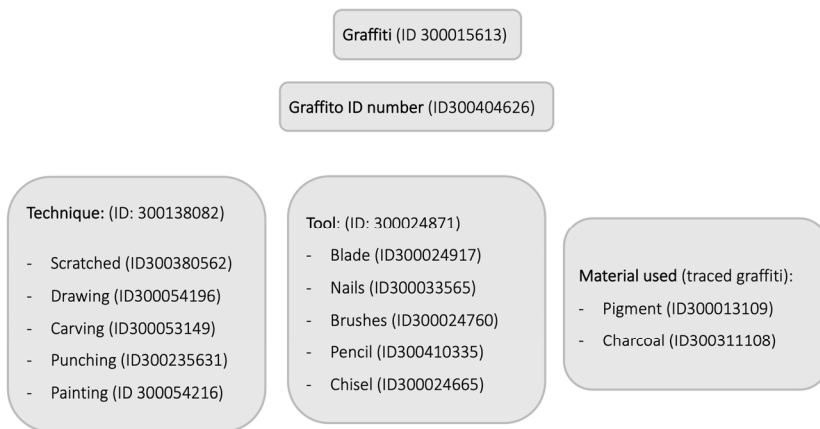 Graffiti (ID 300015613)
Graffito ID number (ID300404626)
Technique: (ID: 300138082)
- Scratched (ID300380562)
- Drawing (ID300054196)
- Carving (ID300053149)
- Punching (ID300235631)
- Painting (ID 300054216)
Tool: (ID: 300024871)
- Blade (ID300024917)
- Nails (ID300033565)
- Brushes (ID300024760)
- Pencil (ID300410335)
- Chisel (ID300024665)
Material used (traced graffiti):
- Pigment (ID300013109)
- Charcoal (ID300311108)